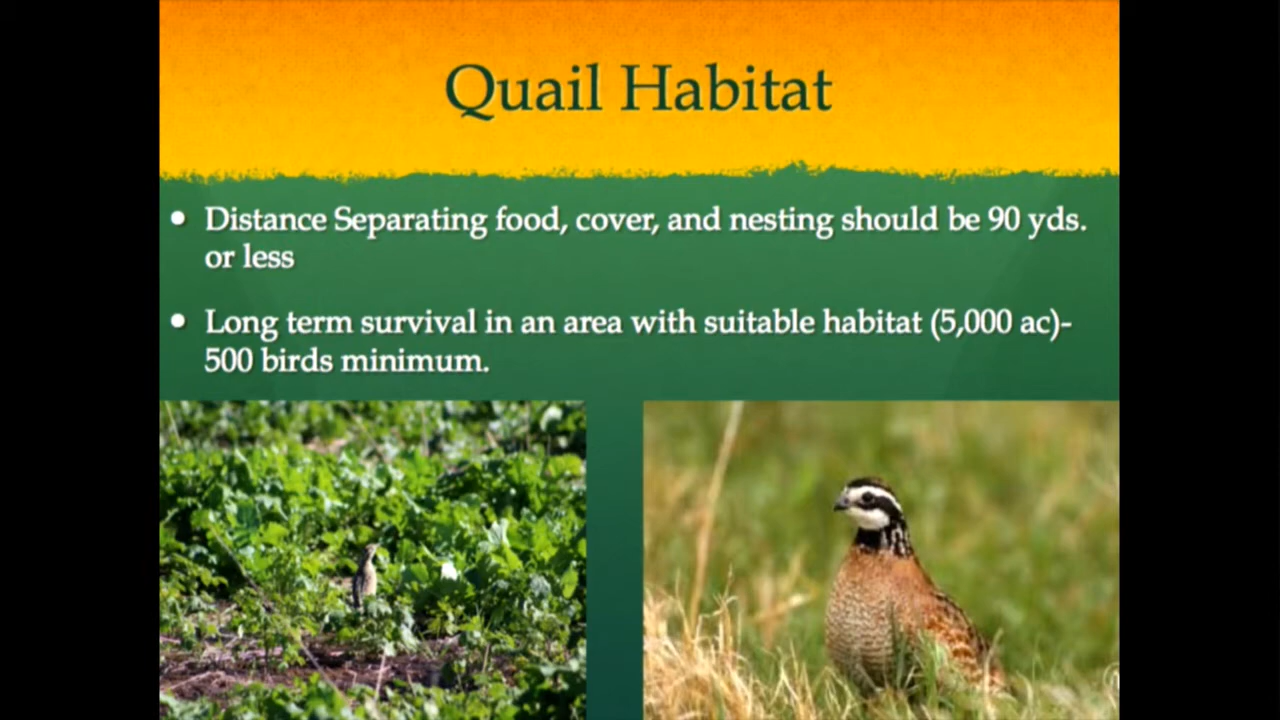 Quail Habitat
• Distance Separating food, cover, and nesting should be 90 yds.
or less
• Long term survival in an area with suitable habitat (5,000 ac)-
500 birds minimum.